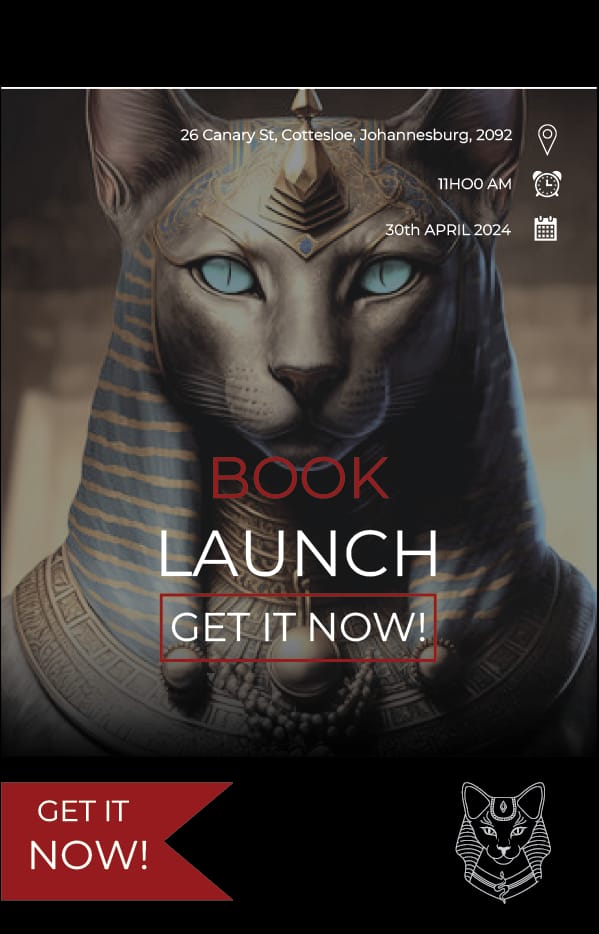 26 Canary St, Cottesloe, Johannesburg, 2092
11HO0 AM
30th APRIL 2024
BOOK
LAUNCH
GET IT NOW!
GET IT
NOW!